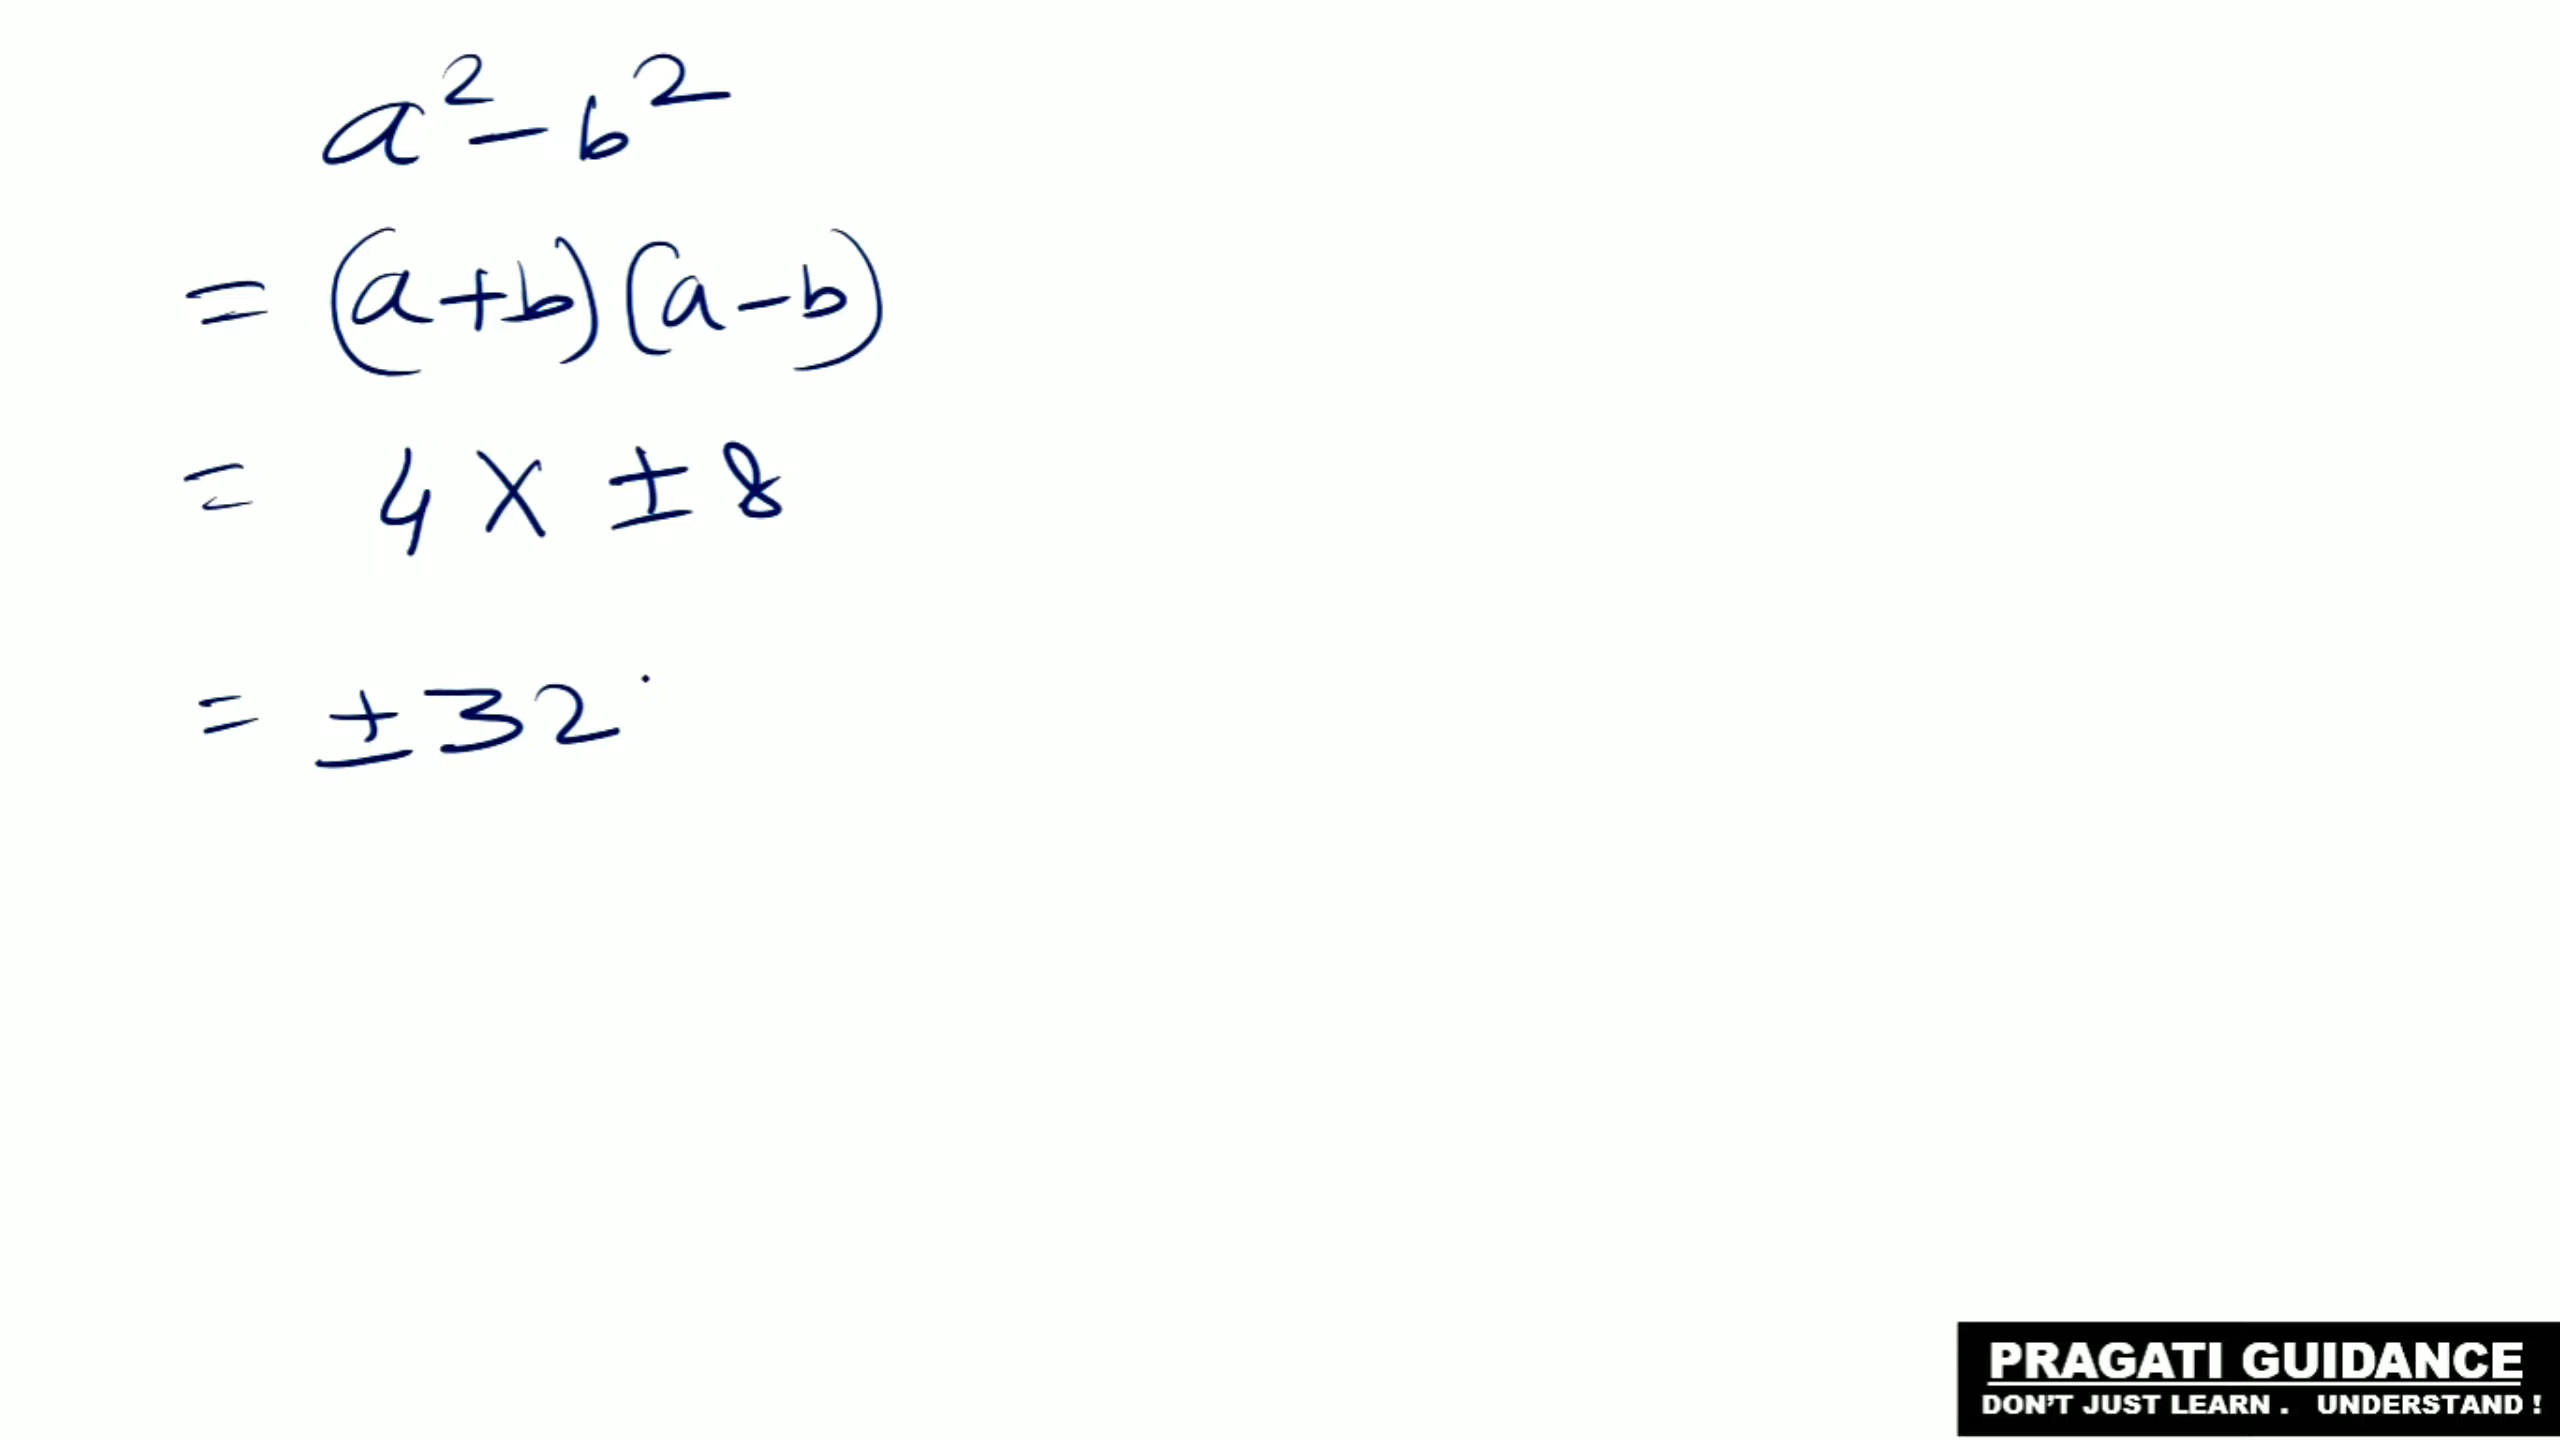 a² - b²
= (a+b) (a-b)
= 4 × ± 8
= ± 32
PRAGATI GUIDANCE
DON'T JUST LEARN . UNDERSTAND !